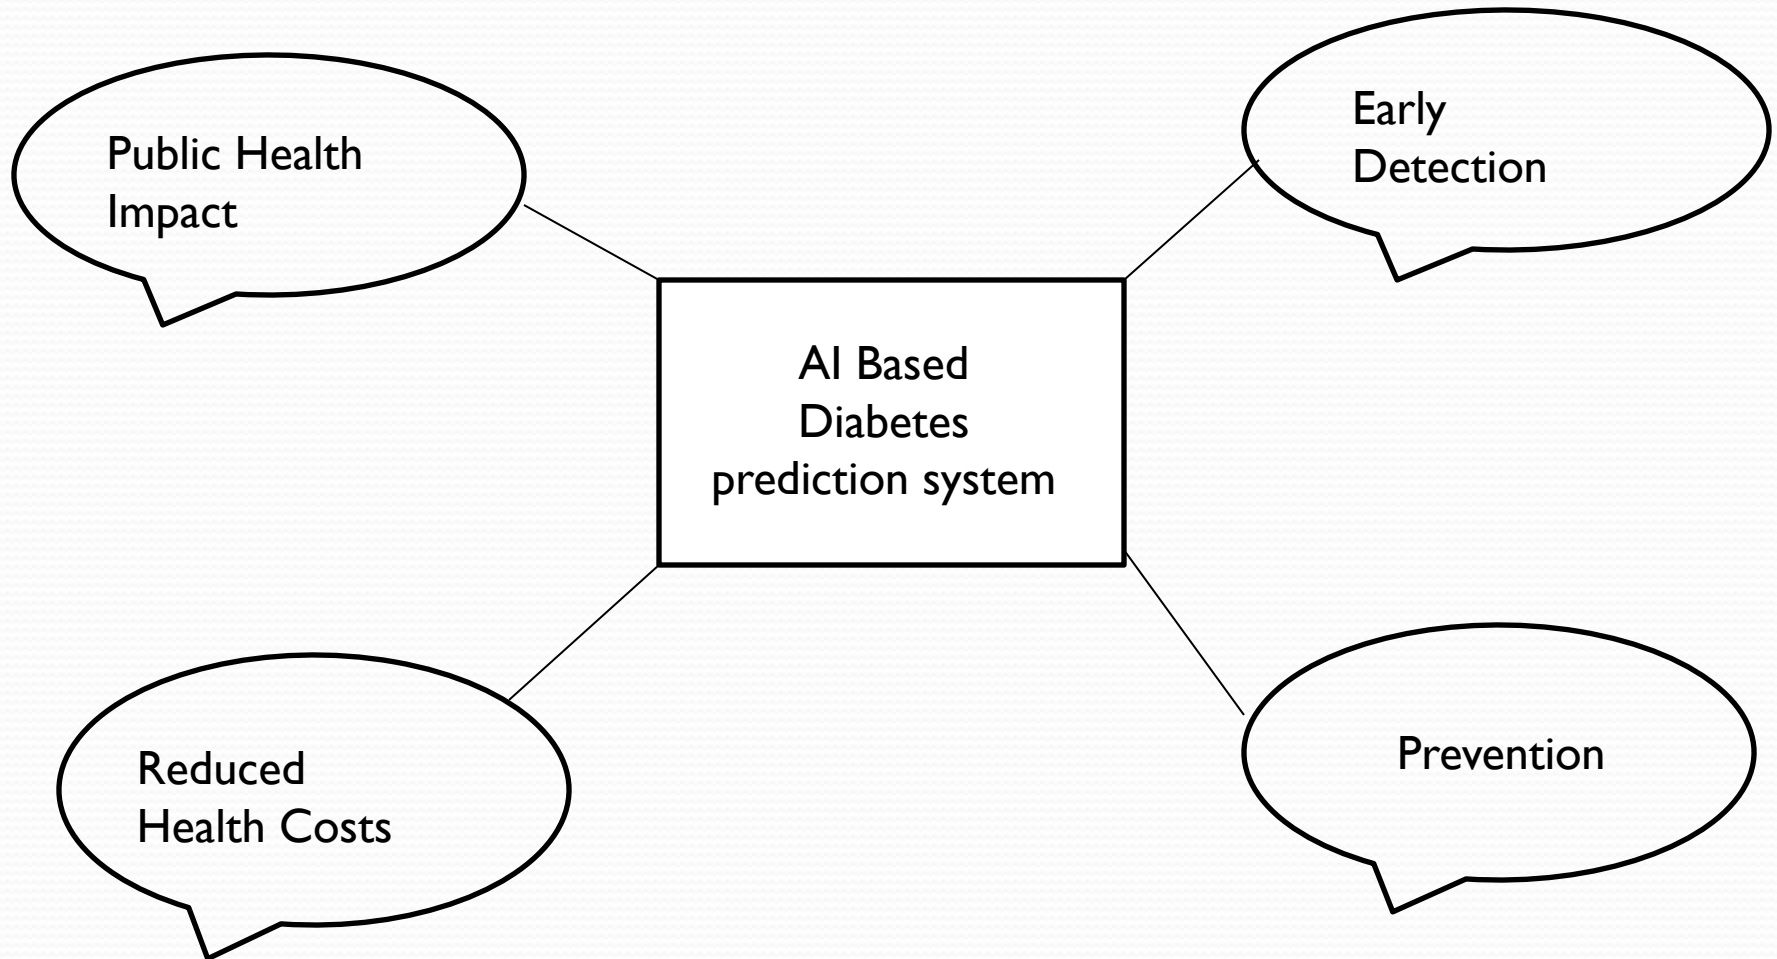 Public Health
Impact
Early
Detection
AI Based
Diabetes
prediction system
Reduced
Health Costs
Prevention